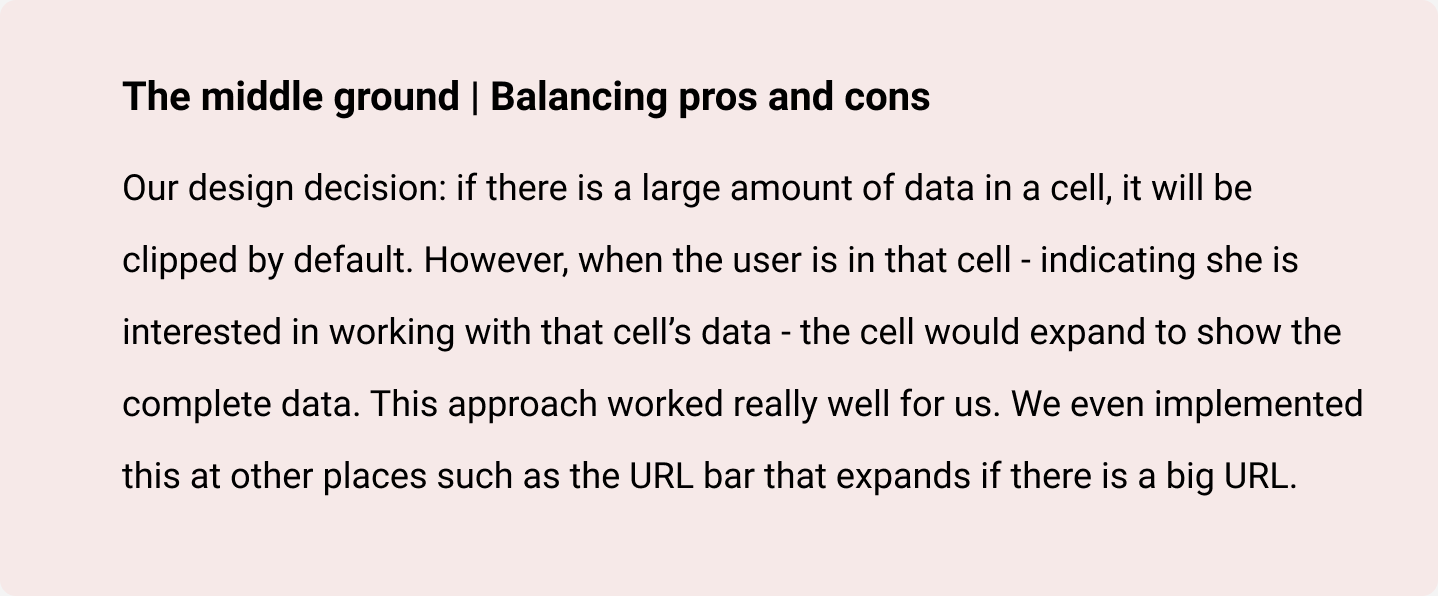 The middle ground | Balancing pros and cons
Our design decision: if there is a large amount of data in a cell, it will be
clipped by default. However, when the user is in that cell - indicating she is
interested in working with that cell’s data - the cell would expand to show the
complete data. This approach worked really well for us. We even implemented
this at other places such as the URL bar that expands if there is a big URL.